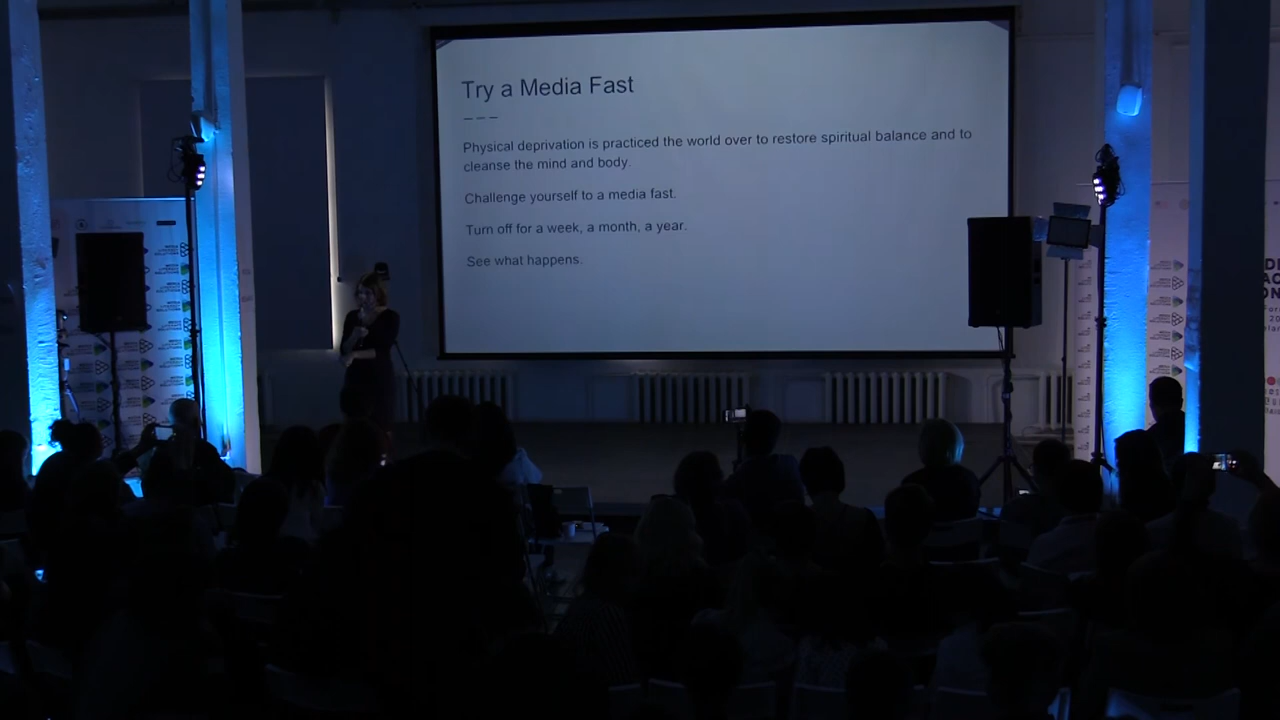 Try a Media Fast
Physical deprivation is practiced the world over to restore spiritual balance and to
cleanse the mind and body.
Challenge yourself to a media fast.
Turn off for a week, a month, a year.
See what happens.